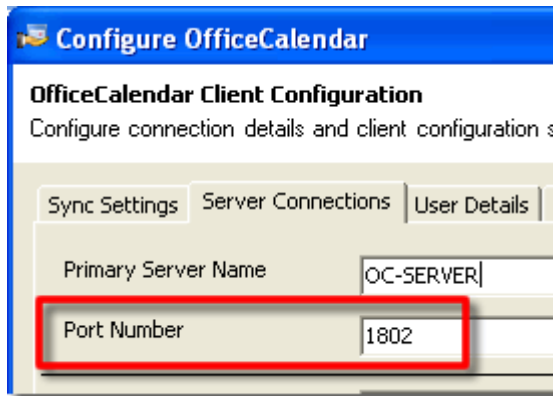 Configure OfficeCalendar
OfficeCalendar Client Configuration
Configure connection details and client configuration
Sync Settings Server Connections User Details
Primary Server Name OC-SERVER
Port Number 1802